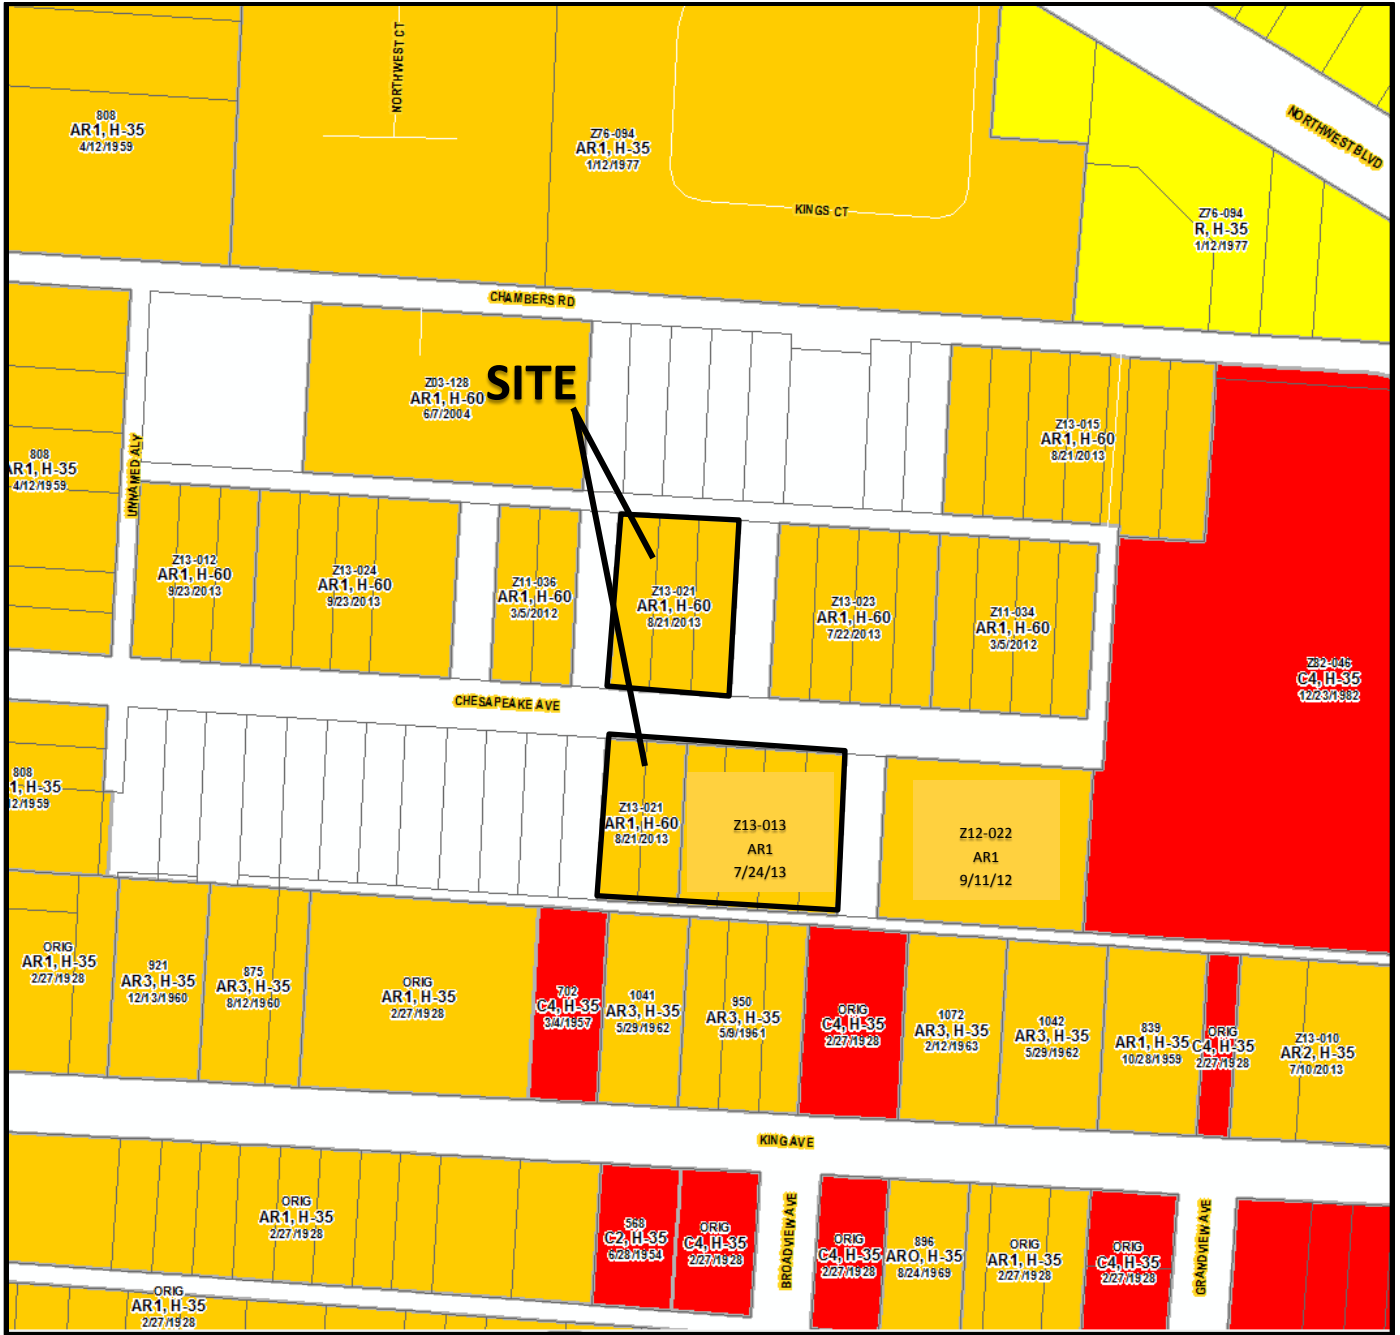 NORTHWEST CT
808
AR1, H-35
4/12/1959
Z76-094
AR1, H-35
1/12/1977
KINGS CT
NORTHWEST BLVD
Z76-094
R, H-35
1/12/1977
CHAMBERS RD
Z03-128
AR1, H-60
6/7/2004
SITE
Z13-015
AR1, H-60
8/21/2013
808
AR1, H-35
4/12/1959
UNNAMED ALY
Z13-012
AR1, H-60
9/23/2013
Z13-024
AR1, H-60
9/23/2013
Z11-036
AR1, H-60
3/5/2012
Z13-021
AR1, H-60
8/21/2013
Z13-023
AR1, H-60
7/22/2013
Z11-034
AR1, H-60
3/5/2012
Z82-046
C4, H-35
12/23/1982
CHESAPEAKE AVE
808
1, H-35
2/1959
Z13-021
AR1, H-60
8/21/2013
Z13-013
AR1
7/24/13
Z12-022
AR1
9/11/12
ORIG
AR1, H-35
2/27/1928
921
AR3, H-35
12/13/1960
875
AR3, H-35
8/12/1960
ORIG
AR1, H-35
2/27/1928
702
C4, H-35
3/4/1957
1041
AR3, H-35
5/29/1962
950
AR3, H-35
5/9/1961
ORIG
C4, H-35
2/27/1928
1072
AR3, H-35
2/12/1963
1042
AR3, H-35
5/29/1962
839
AR1, H-35
10/28/1959
ORIG
C4, H-35
2/27/1928
Z13-010
AR2, H-35
7/10/2013
KING AVE
ORIG
AR1, H-35
2/27/1928
568
C2, H-35
6/28/1954
ORIG
C4, H-35
2/27/1928
BROADVIEW AVE
ORIG
C4, H-35
2/27/1928
896
ARO, H-35
8/24/1969
ORIG
AR1, H-35
2/27/1928
ORIG
C4, H-35
2/27/1928
GRANDVIEW AVE
ORIG
AR1, H-35
2/27/1928